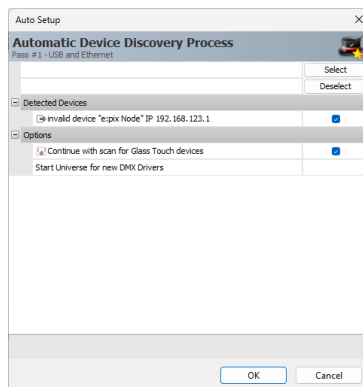 Auto Setup
Automatic Device Discovery Process
Pass #1 - USB and Ethernet
Select
Deselect
Detected Devices
invalid device "e:pix Node" IP 192.168.123.1
Options
Continue with scan for Glass Touch devices
Start Universe for new DMX Drivers
OK
Cancel